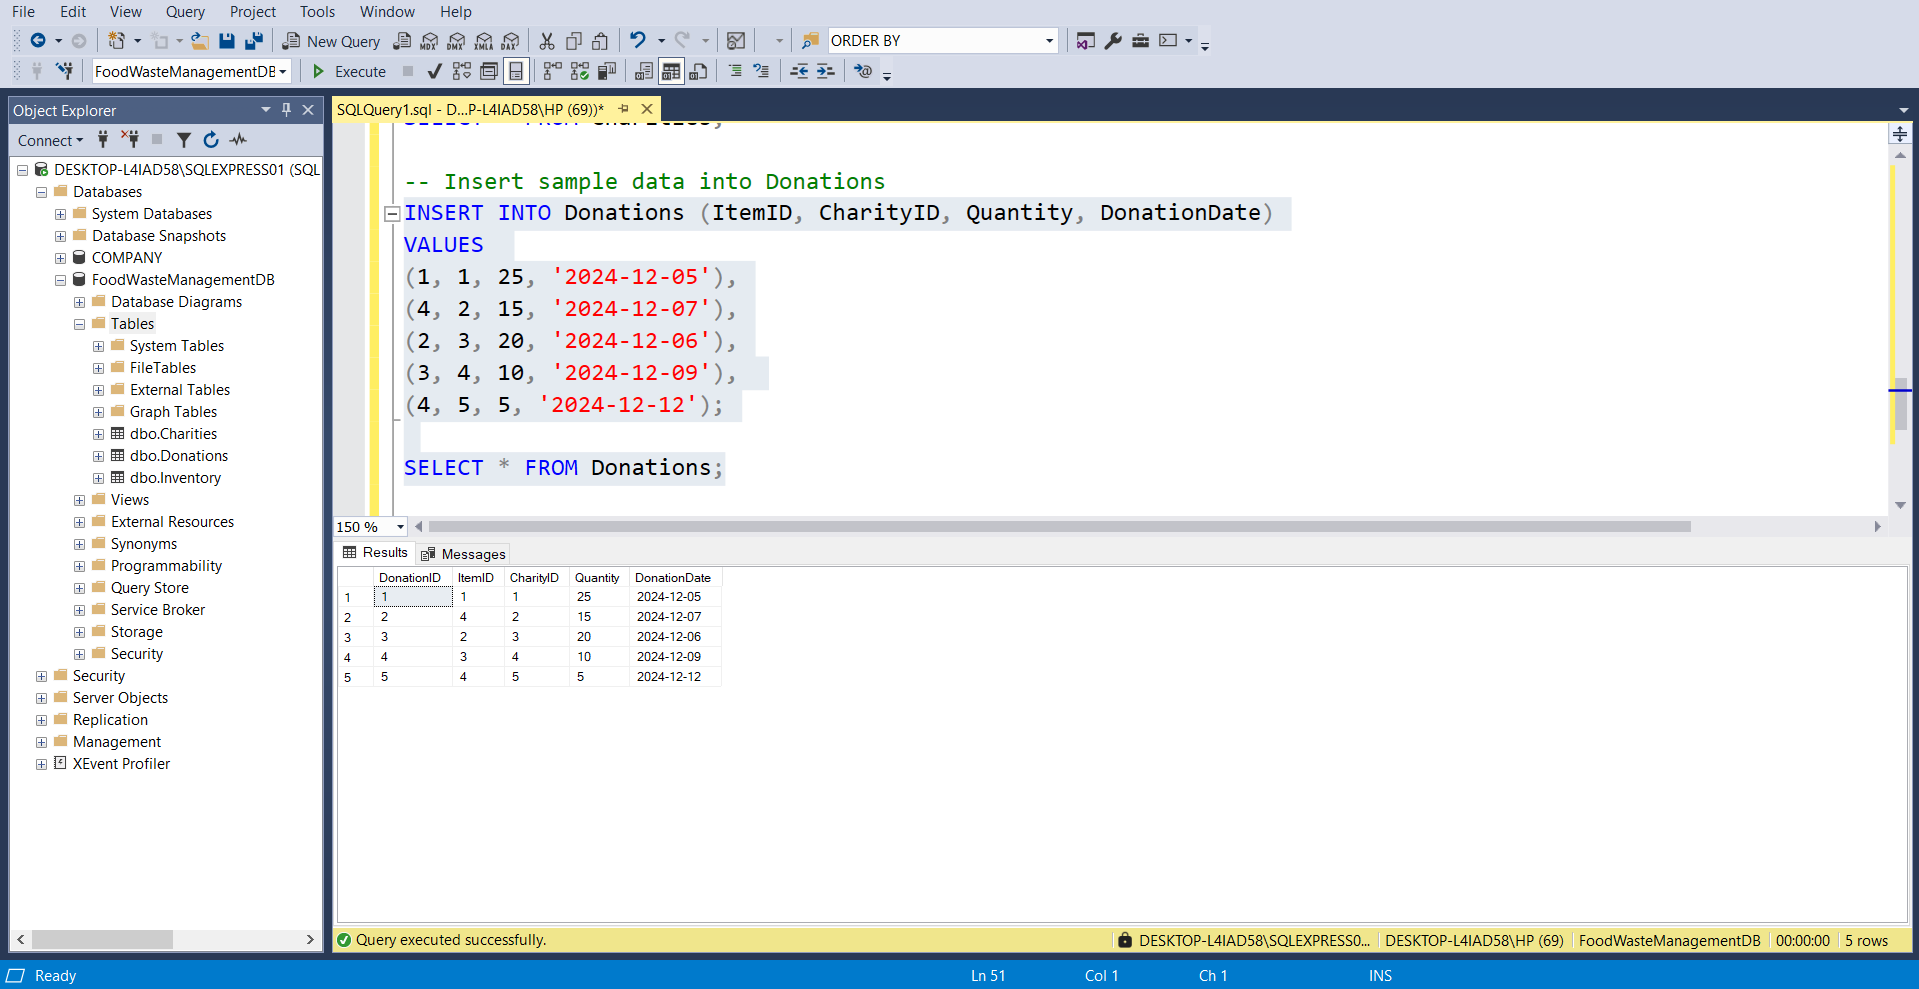 File Edit View Query Project Tools Window Help
New Query MDX DMX XMLA DAX ORDER BY
FoodWasteManagementDB Execute
Object Explorer
Connect
DESKTOP-L4IAD58\SQLEXPRESS01 (SQL
Databases
System Databases
Database Snapshots
COMPANY
FoodWasteManagementDB
Database Diagrams
Tables
System Tables
FileTables
External Tables
Graph Tables
dbo.Charities
dbo.Donations
dbo.Inventory
Views
External Resources
Synonyms
Programmability
Query Store
Service Broker
Storage
Security
Security
Server Objects
Replication
Management
XEvent Profiler
SQLQuery1.sql - D...P-L4IAD58\HP (69))*
SELECT * FROM Charities;
-- Insert sample data into Donations
INSERT INTO Donations (ItemID, CharityID, Quantity, DonationDate)
VALUES
(1, 1, 25, '2024-12-05'),
(4, 2, 15, '2024-12-07'),
(2, 3, 20, '2024-12-06'),
(3, 4, 10, '2024-12-09'),
(4, 5, 5, '2024-12-12');
SELECT * FROM Donations;
150 %
Results Messages
DonationID ItemID CharityID Quantity DonationDate
1 1 1 1 25 2024-12-05
2 2 4 2 15 2024-12-07
3 3 2 3 20 2024-12-06
4 4 3 4 10 2024-12-09
5 5 4 5 5 2024-12-12
Query executed successfully. DESKTOP-L4IAD58\SQLEXPRESS0... DESKTOP-L4IAD58\HP (69) FoodWasteManagementDB 00:00:00 5 rows
Ready Ln 51 Col 1 Ch 1 INS